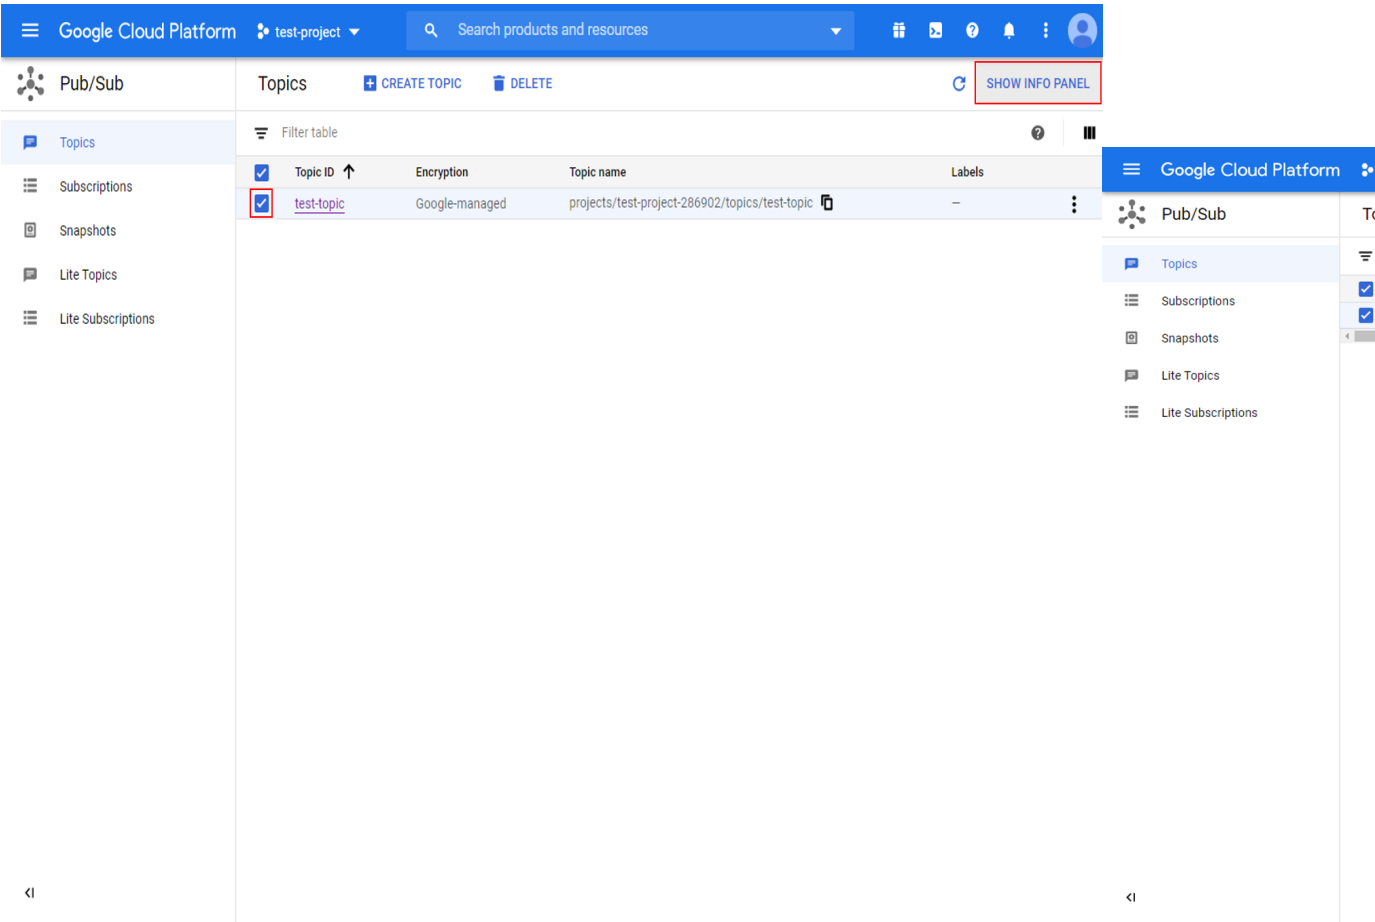 Google Cloud Platform test-project Search products and resources
Pub/Sub Topics CREATE TOPIC DELETE SHOW INFO PANEL
Topics Filter table
Topic ID Encryption Topic name Labels
test-topic Google-managed projects/test-project-286902/topics/test-topic –
Subscriptions
Snapshots
Lite Topics
Lite Subscriptions
Google Cloud Platform
Pub/Sub
Topics
Subscriptions
Snapshots
Lite Topics
Lite Subscriptions